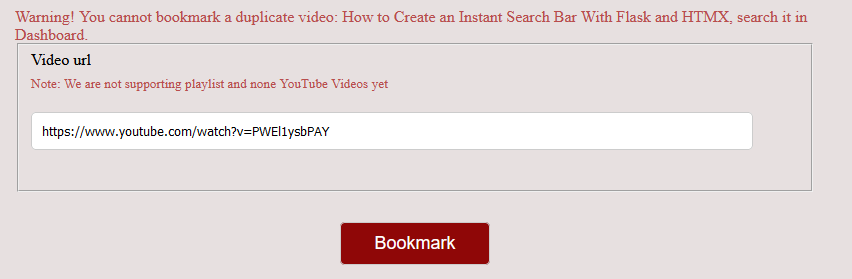 Warning! You cannot bookmark a duplicate video: How to Create an Instant Search Bar With Flask and HTMX, search it in
Dashboard.
Video url
Note: We are not supporting playlist and none YouTube Videos yet
https://www.youtube.com/watch?v=PWEl1ysbPAY
Bookmark